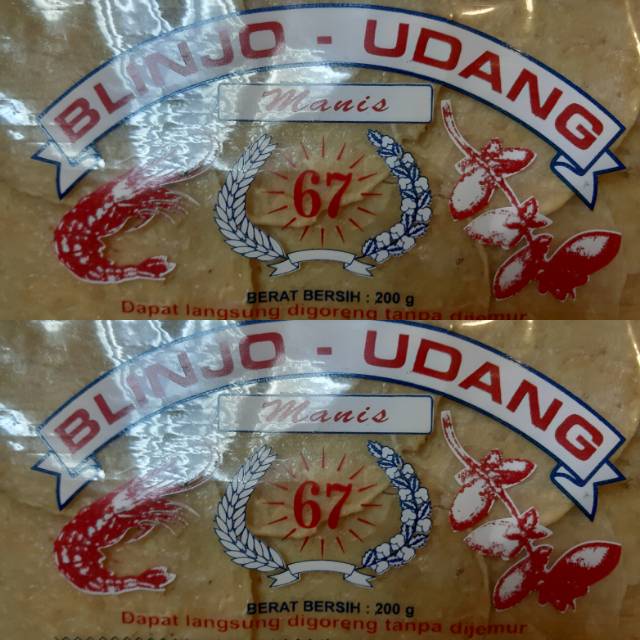 BLINJO - UDANG
Manis
67
BERAT BERSIH : 200 g
Dapat langsung digoreng tanpa dijemur
BLINJO - UDANG
Manis
67
BERAT BERSIH : 200 g
Dapat langsung digoreng tanpa dijemur